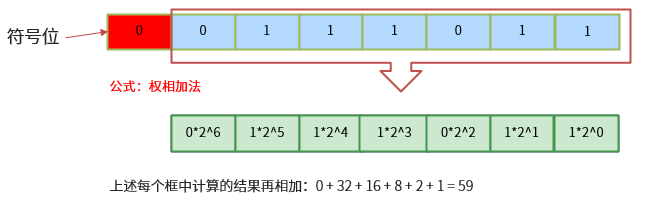 符号位 0 0 1 1 1 0 1 1
公式：权相加法
0*2^6 1*2^5 1*2^4 1*2^3 0*2^2 1*2^1 1*2^0
上述每个框中计算的结果再相加：0 + 32 + 16 + 8 + 2 + 1 = 59